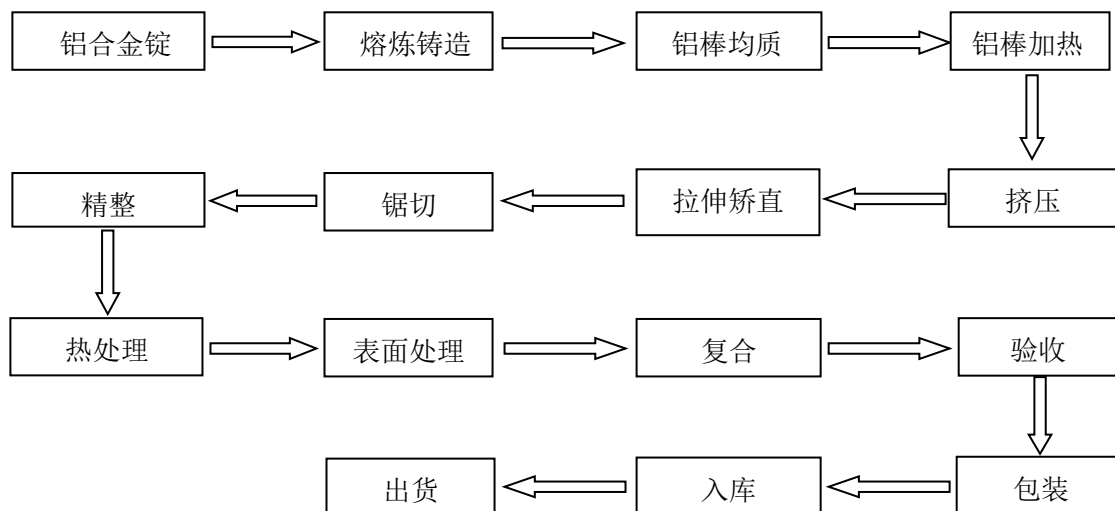 铝合金锭
熔炼铸造
铝棒均质
铝棒加热
挤压
拉伸矫直
锯切
精整
热处理
表面处理
复合
验收
包装
入库
出货